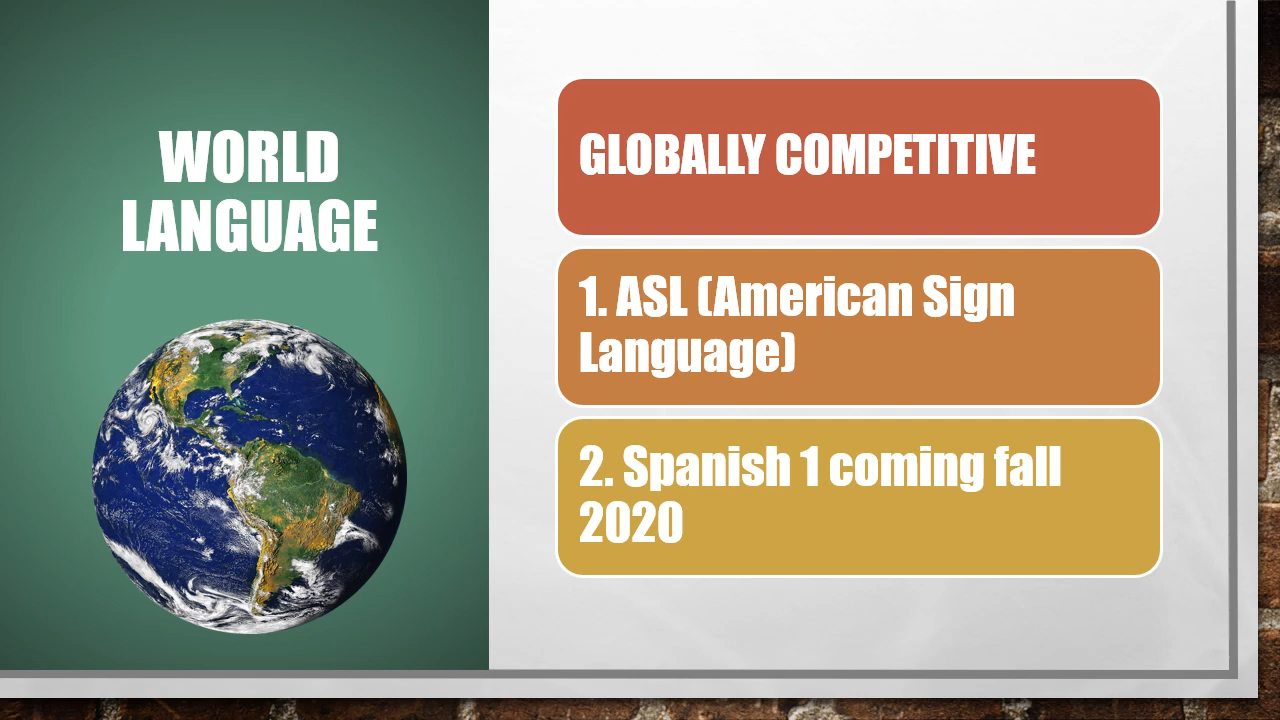 WORLD
LANGUAGE
GLOBALLY COMPETITIVE
1. ASL (American Sign
Language)
2. Spanish 1 coming fall
2020